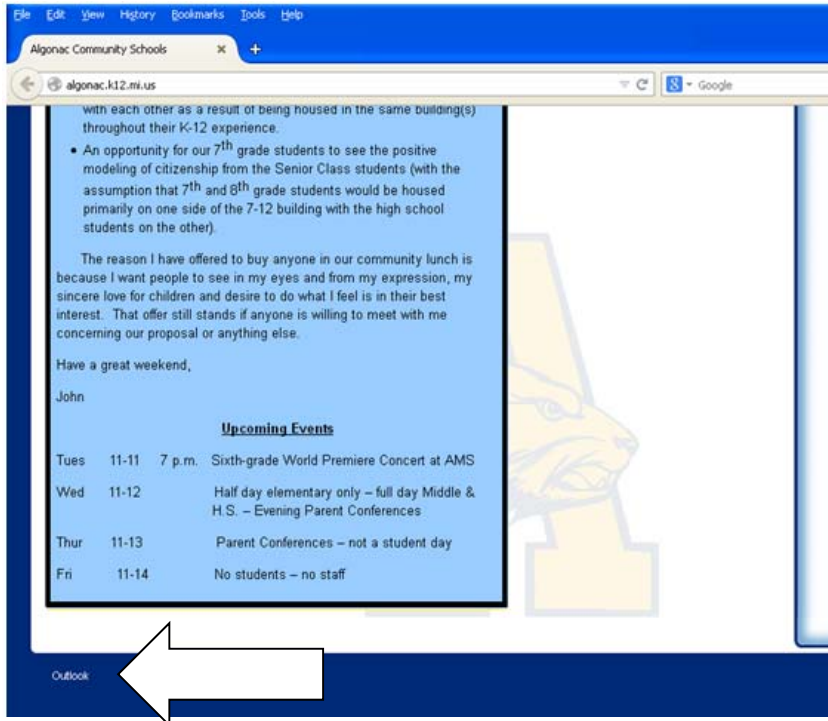 File Edit View History Bookmarks Tools Help
Algonac Community Schools × +
algonac.k12.mi.us Google
with each other as a result of being housed in the same building(s)
throughout their K-12 experience.
• An opportunity for our 7th grade students to see the positive
modeling of citizenship from the Senior Class students (with the
assumption that 7th and 8th grade students would be housed
primarily on one side of the 7-12 building with the high school
students on the other).
The reason I have offered to buy anyone in our community lunch is
because I want people to see in my eyes and from my expression, my
sincere love for children and desire to do what I feel is in their best
interest. That offer still stands if anyone is willing to meet with me
concerning our proposal or anything else.
Have a great weekend,
John
Upcoming Events
Tues 11-11 7 p.m. Sixth-grade World Premiere Concert at AMS
Wed 11-12 Half day elementary only – full day Middle &
H.S. – Evening Parent Conferences
Thur 11-13 Parent Conferences – not a student day
Fri 11-14 No students – no staff
Outlook